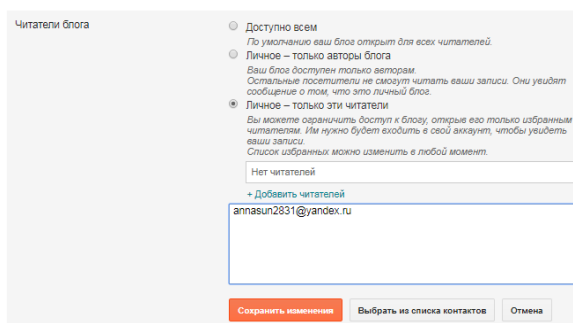 Читатели блога
Доступно всем
По умолчанию ваш блог открыт для всех читателей.
Личное – только авторы блога
Ваш блог доступен только авторам.
Остальные посетители не смогут читать ваши записи. Они увидят
сообщение о том, что это личный блог.
Личное – только эти читатели
Вы можете ограничить доступ к блогу, открыв его только избранным
читателям. Им нужно будет входить в свой аккаунт, чтобы увидеть
ваши записи.
Список избранных можно изменить в любой момент.
Нет читателей
+ Добавить читателей
annasun2831@yandex.ru
Сохранить изменения Выбрать из списка контактов Отмена